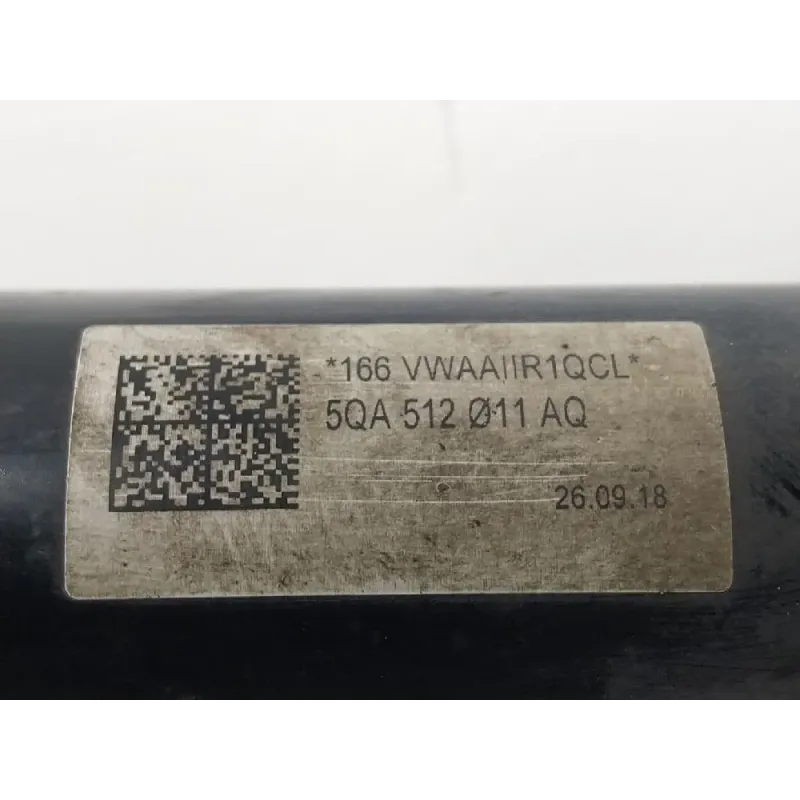 *166 VWAAIIR1QCL*
5QA 512 Ø11 AQ
26.09.18